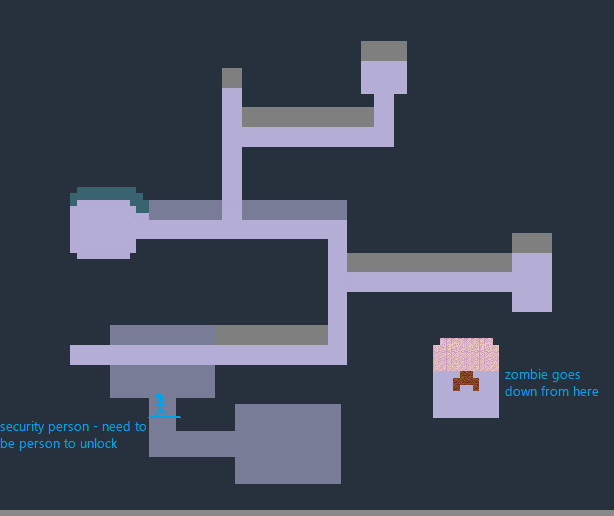 zombie goes
down from here
security person - need to
be person to unlock